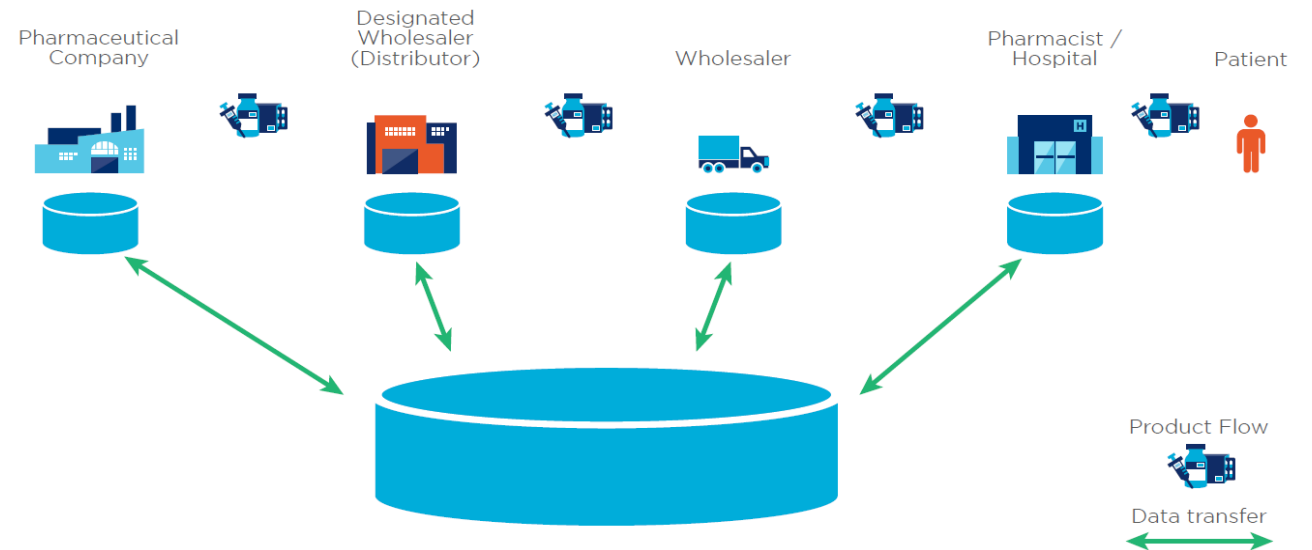 Pharmaceutical
Company
Designated
Wholesaler
(Distributor)
Wholesaler
Pharmacist /
Hospital
Patient
H
Product Flow
Data transfer